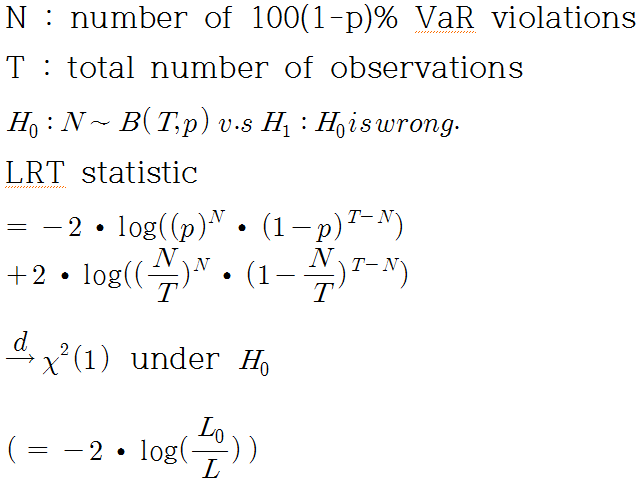 N : number of 100(1-p)% VaR violations
T : total number of observations
H₀ : N ~ B(T,p) v.s H₁ : H₀ is wrong.
LRT statistic
= −2 • log((p)^N • (1−p)^{T−N})
+2 • log((N/T)^N • (1−N/T)^{T−N})
→^d χ²(1) under H₀
( = −2 • log(L₀/L) )